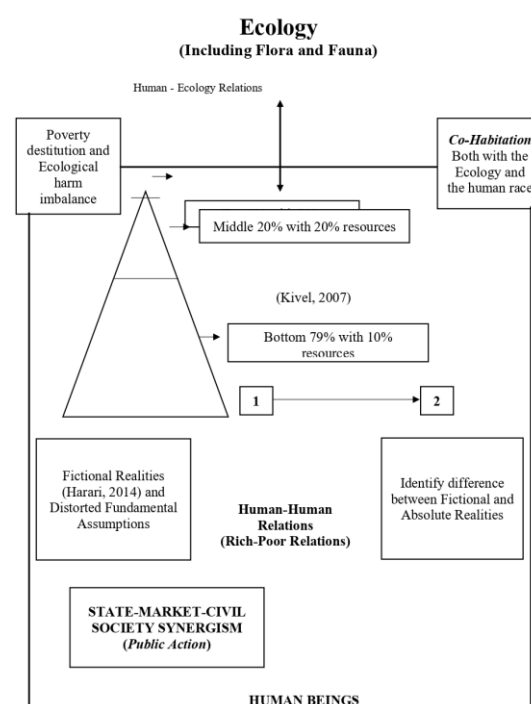 Ecology
(Including Flora and Fauna)
Human - Ecology Relations
Poverty
destitution and
Ecological
harm
imbalance
Co-Habitation
Both with the
Ecology and
the human race
Middle 20% with 20% resources
(Kivel, 2007)
Bottom 79% with 10%
resources
1
2
Fictional Realities
(Harari, 2014) and
Distorted Fundamental
Assumptions
Human-Human
Relations
(Rich-Poor Relations)
Identify difference
between Fictional and
Absolute Realities
STATE-MARKET-CIVIL
SOCIETY SYNERGISM
(Public Action)
HUMAN BEINGS